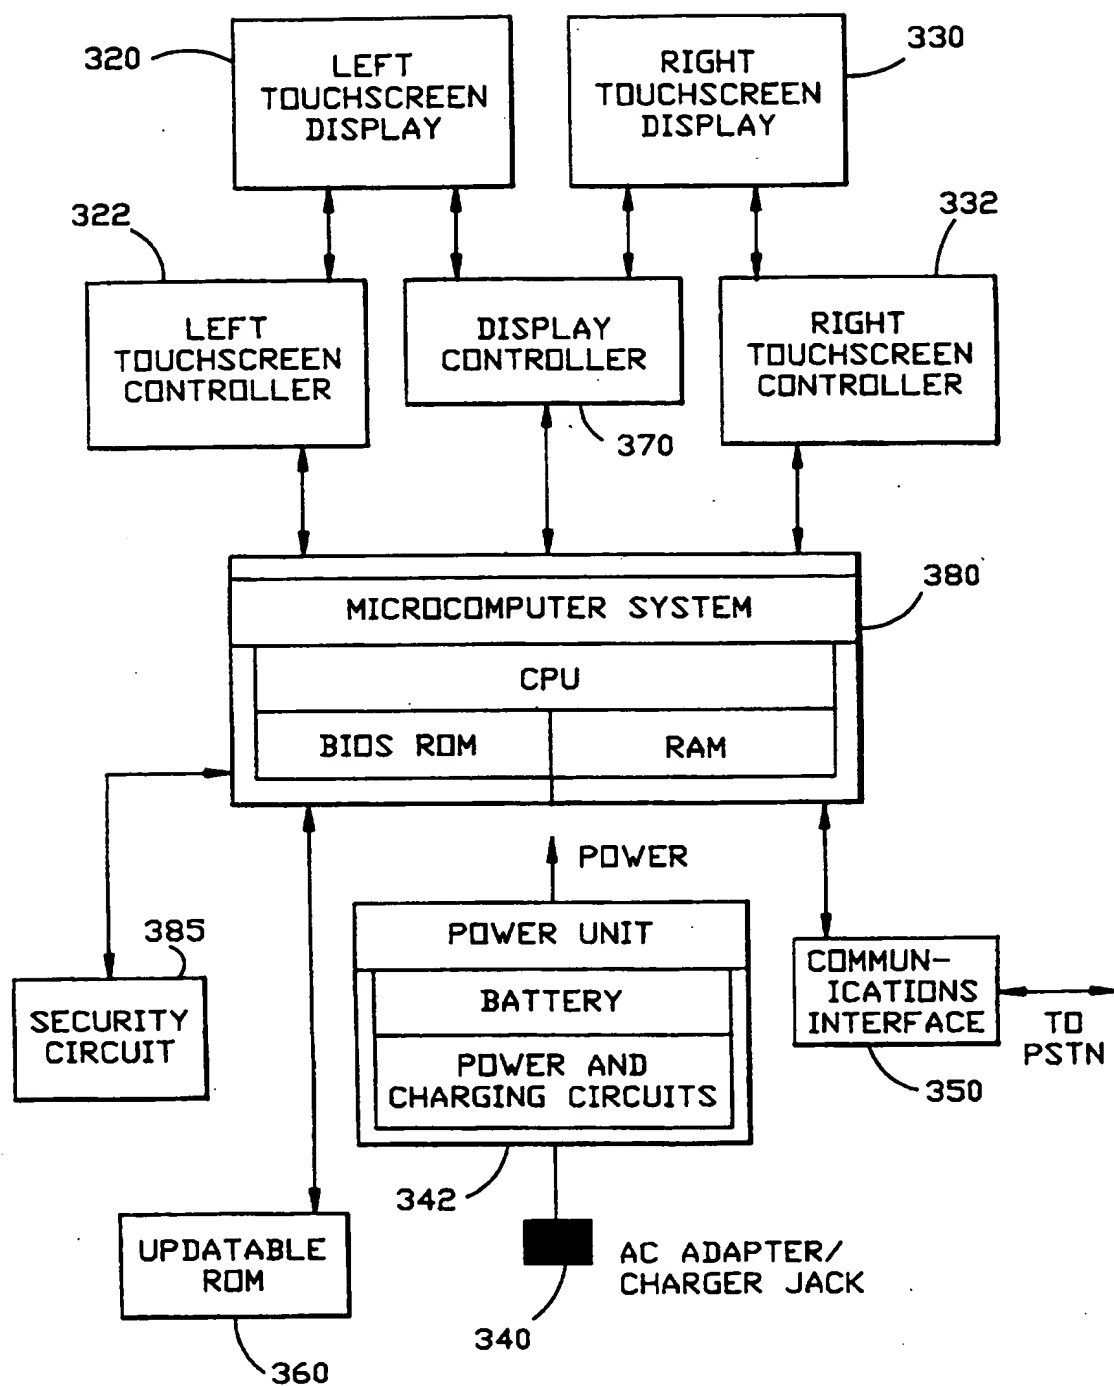 320
LEFT
TOUCHSCREEN
DISPLAY
RIGHT
TOUCHSCREEN
DISPLAY
330
322
332
LEFT
TOUCHSCREEN
CONTROLLER
DISPLAY
CONTROLLER
370
RIGHT
TOUCHSCREEN
CONTROLLER
380
MICROCOMPUTER SYSTEM
CPU
BIOS ROM
RAM
POWER
385
SECURITY
CIRCUIT
POWER UNIT
BATTERY
POWER AND
CHARGING CIRCUITS
342
COMMUN-
ICATIONS
INTERFACE
350
TO
PSTN
UPDATABLE
ROM
360
AC ADAPTER/
CHARGER JACK
340